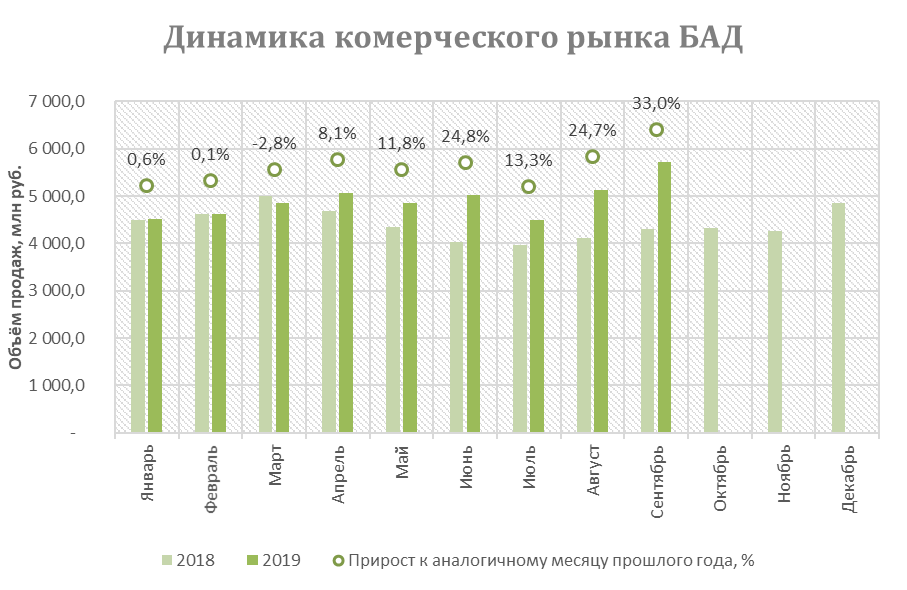 Динамика комерческого рынка БАД
Объём продаж, млн руб.
7 000,0
6 000,0
5 000,0
4 000,0
3 000,0
2 000,0
1 000,0
-
0,6%
0,1%
-2,8%
8,1%
11,8%
24,8%
13,3%
24,7%
33,0%
Январь
Февраль
Март
Апрель
Май
Июнь
Июль
Август
Сентябрь
Октябрь
Ноябрь
Декабрь
2018
2019
Прирост к аналогичному месяцу прошлого года, %